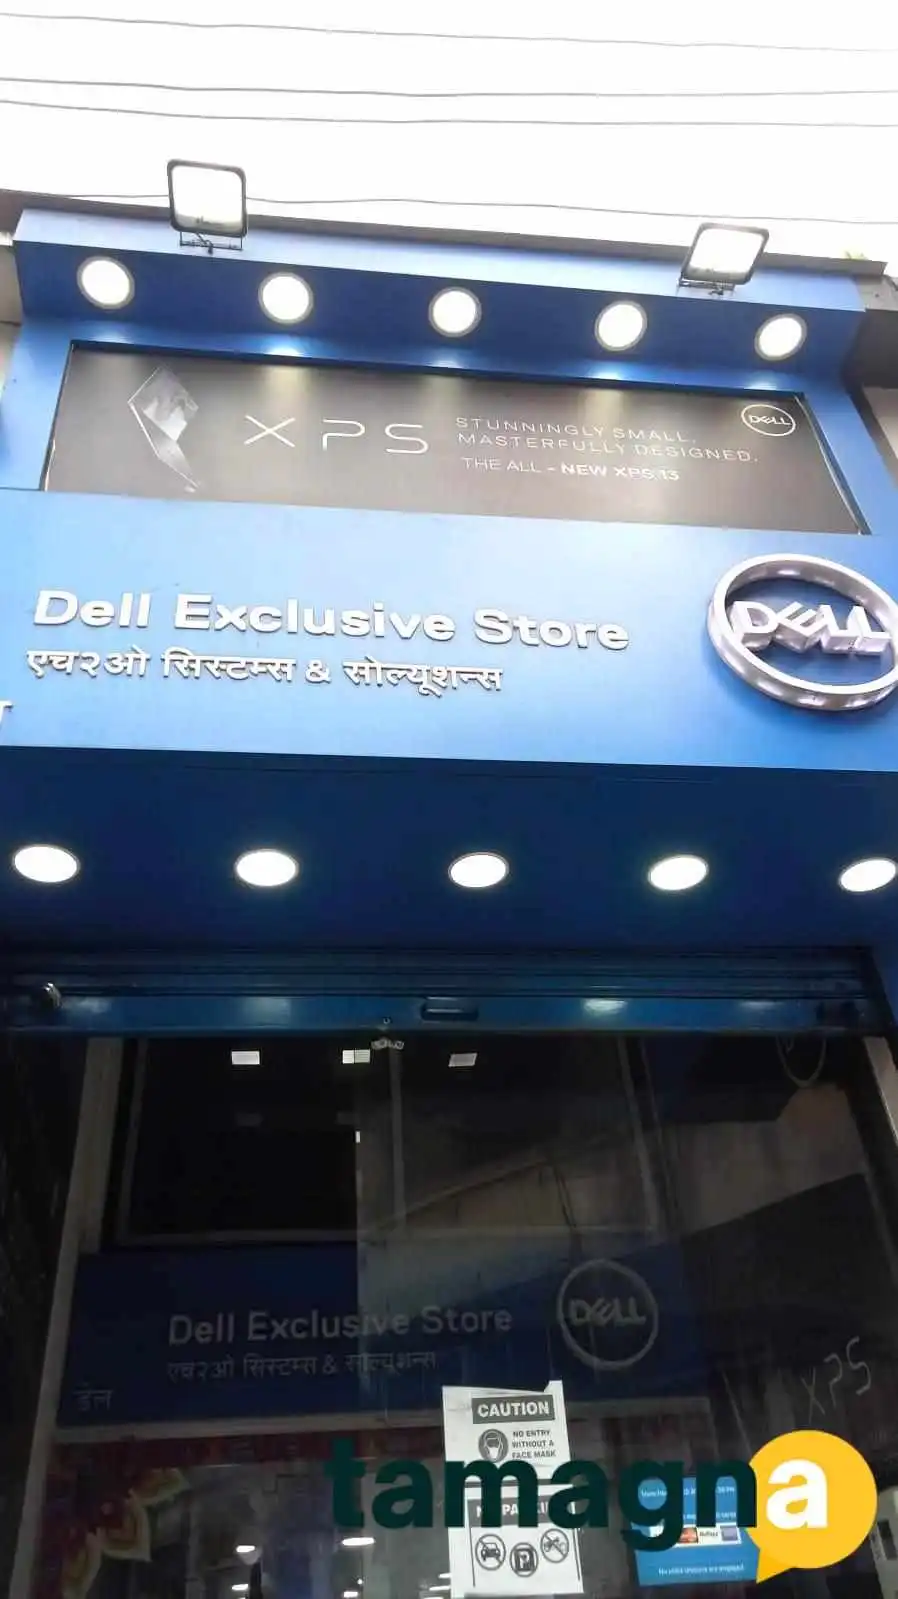 XPS
STUNNINGLY SMALL.
MASTERFULLY DESIGNED.
THE ALL - NEW XPS 13
DELL
Dell Exclusive Store
एच२ओ सिस्टम्स & सोल्यूशन्स
DELL
Dell Exclusive Store
एच२ओ सिस्टम्स & सोल्यूशन्स
DELL
डेल
XPS
CAUTION
NO ENTRY
WITHOUT A
FACE MASK
tamagna